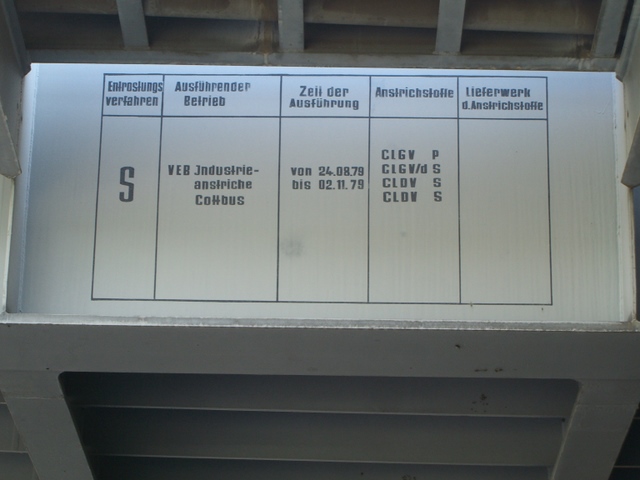 Entrostungs verfahren
Ausführender Betrieb
Zeit der Ausführung
Anstrichstoffe
Lieferwerk d.Anstrichstoffe
S
VEB Industrie-
anstriche
Cottbus
von 24.08.79
bis 02.11.79
CLGV P
CLGV/d S
CLDV S
CLDV S